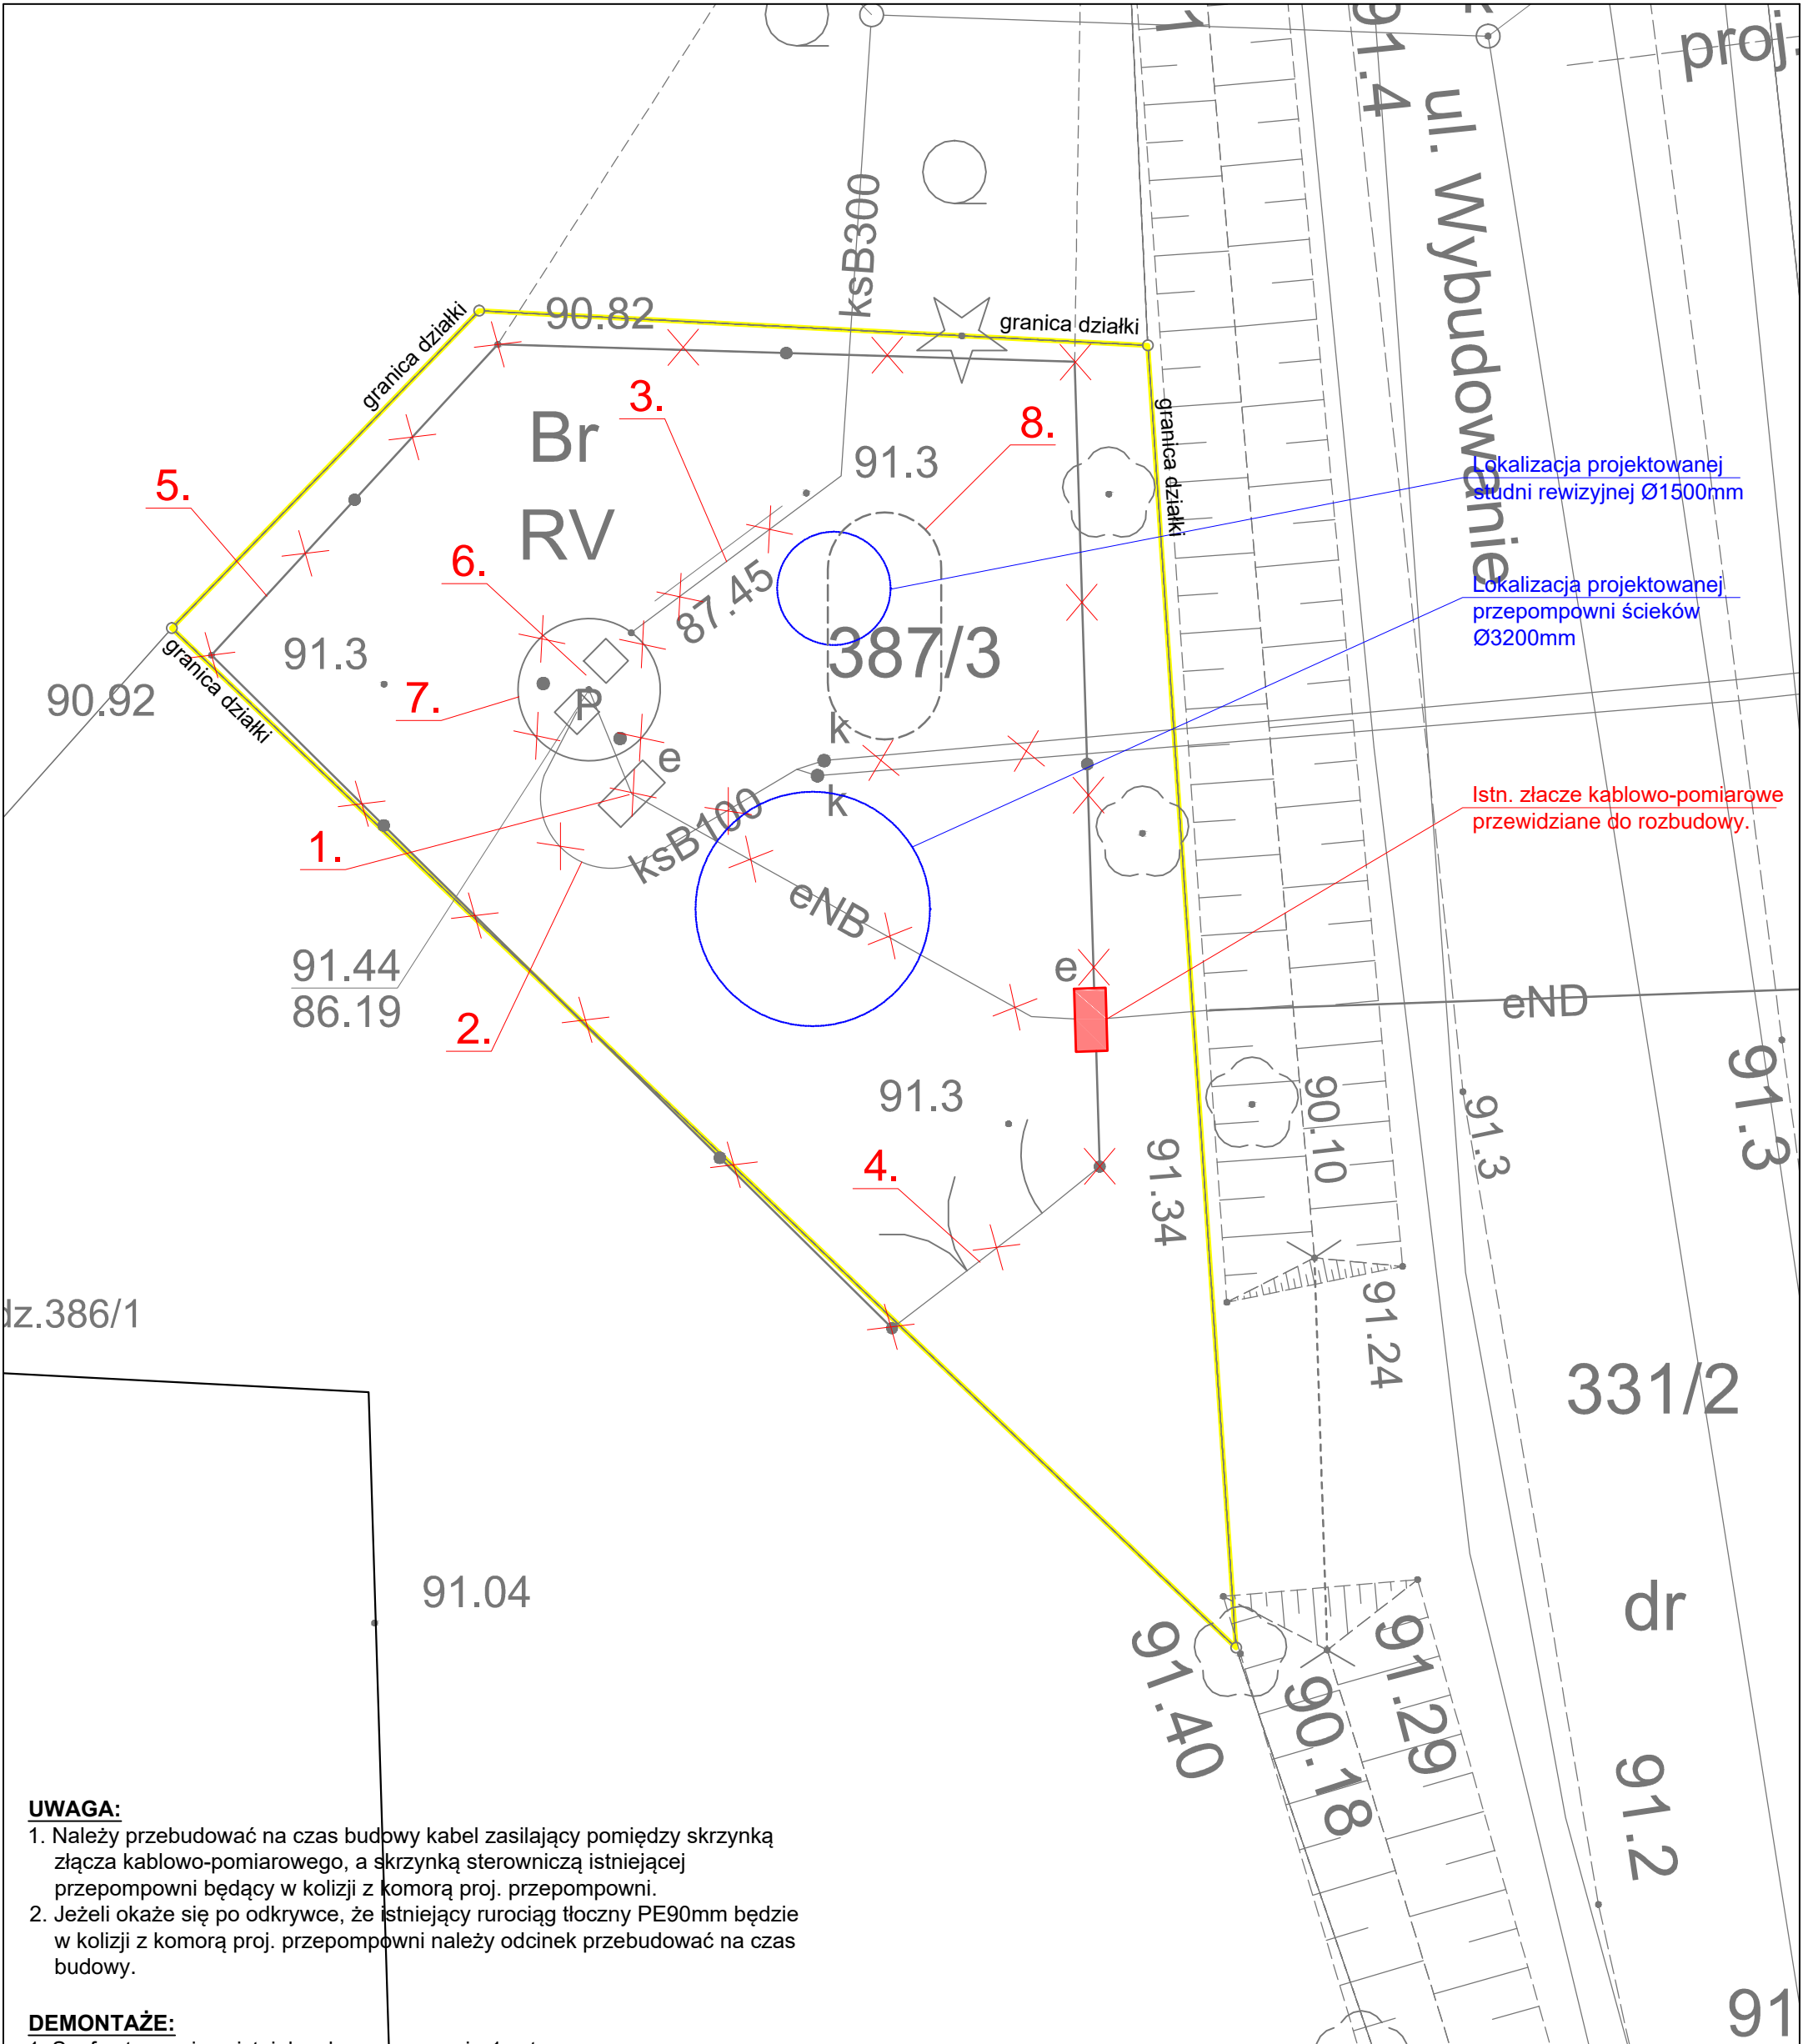 proj.
91.4
1
ul. Wybudowanie
ksB300
90.82
granica działki
granica działki
granica działki
3.
Br
8.
91.3
Lokalizacja projektowanej
studni rewizyjnej Ø1500mm
5.
RV
6.
87.45
Lokalizacja projektowanej
przepompowni ścieków
Ø3200mm
387/3
91.3
granica działki
90.92
7.
P
k
e
k
Istn. złacze kablowo-pomiarowe
przewidziane do rozbudowy.
1.
ksB100
eNB
91.44
86.19
e
eND
2.
91.3
91.3
90.10
91.3
4.
91.34
dz.386/1
91.24
331/2
91.04
dr
91.40
91.29
90.18
91.2
UWAGA:
1. Należy przebudować na czas budowy kabel zasilający pomiędzy skrzynką
złącza kablowo-pomiarowego, a skrzynką sterowniczą istniejącej
przepompowni będący w kolizji z komorą proj. przepompowni.
2. Jeżeli okaże się po odkrywce, że istniejący rurociąg tłoczny PE90mm będzie
w kolizji z komorą proj. przepompowni należy odcinek przebudować na czas
budowy.
91
DEMONTAŻE: